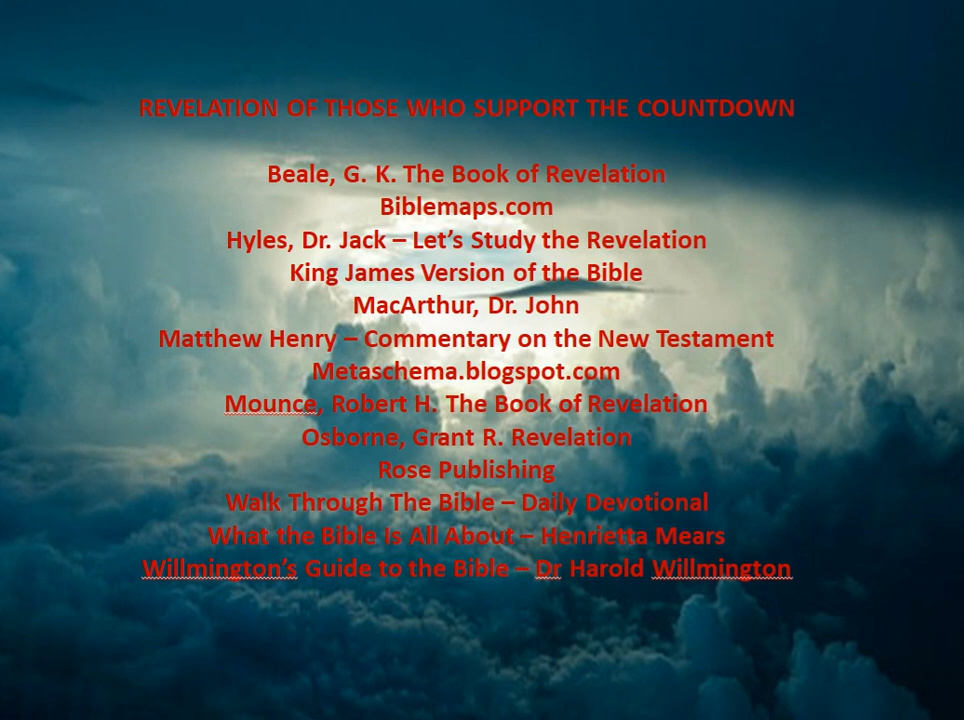 REVELATION OF THOSE WHO SUPPORT THE COUNTDOWN
Beale, G. K. The Book of Revelation
Biblemaps.com
Hyles, Dr. Jack – Let's Study the Revelation
King James Version of the Bible
MacArthur, Dr. John
Matthew Henry – Commentary on the New Testament
Metaschema.blogspot.com
Mounce, Robert H. The Book of Revelation
Osborne, Grant R. Revelation
Rose Publishing
Walk Through The Bible – Daily Devotional
What the Bible Is All About – Henrietta Mears
Willmington's Guide to the Bible – Dr Harold Willmington